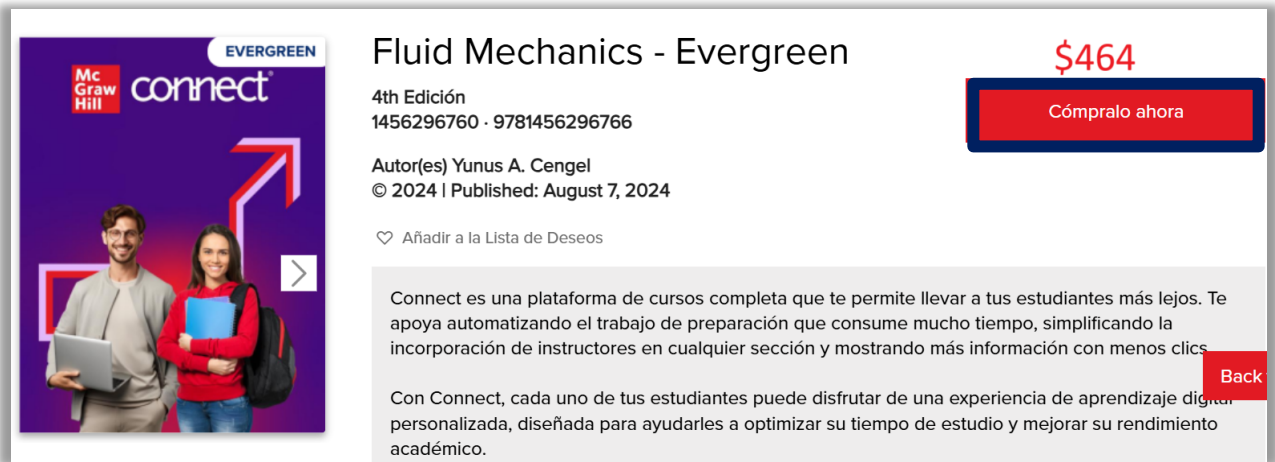 EVERGREEN
Mc
Graw
Hill
connect
Fluid Mechanics - Evergreen
$464
Cómpralo ahora
4th Edición
1456296760 · 9781456296766
Autor(es) Yunus A. Cengel
© 2024 | Published: August 7, 2024
Añadir a la Lista de Deseos
Connect es una plataforma de cursos completa que te permite llevar a tus estudiantes más lejos. Te
apoya automatizando el trabajo de preparación que consume mucho tiempo, simplificando la
incorporación de instructores en cualquier sección y mostrando más información con menos clics
Back
Con Connect, cada uno de tus estudiantes puede disfrutar de una experiencia de aprendizaje digital
personalizada, diseñada para ayudarles a optimizar su tiempo de estudio y mejorar su rendimiento
académico.